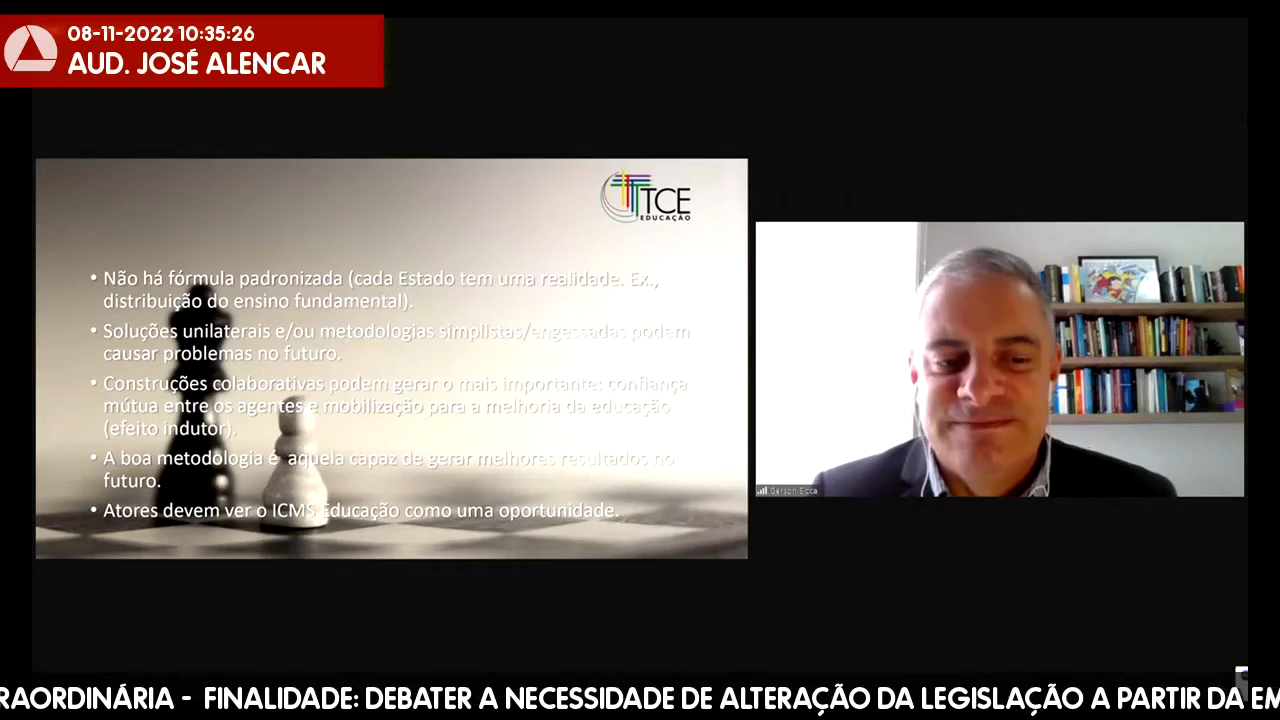 08-11-2022 10:35:26
AUD. JOSÉ ALENCAR
TCE
EDUCAÇÃO
• Não há fórmula padronizada (cada Estado tem uma realidade. Ex.,
distribuição do ensino fundamental).
• Soluções unilaterais e/ou metodologias simplistas/engessadas podem
causar problemas no futuro.
• Construções colaborativas podem gerar o mais importante: confiança
mútua entre os agentes e mobilização para a melhoria da educação
(efeito indutor).
• A boa metodologia é aquela capaz de gerar melhores resultados no
futuro.
• Atores devem ver o ICMS Educação como uma oportunidade.
Gerson Sicca
RAORDINÁRIA - FINALIDADE: DEBATER A NECESSIDADE DE ALTERAÇÃO DA LEGISLAÇÃO A PARTIR DA EM